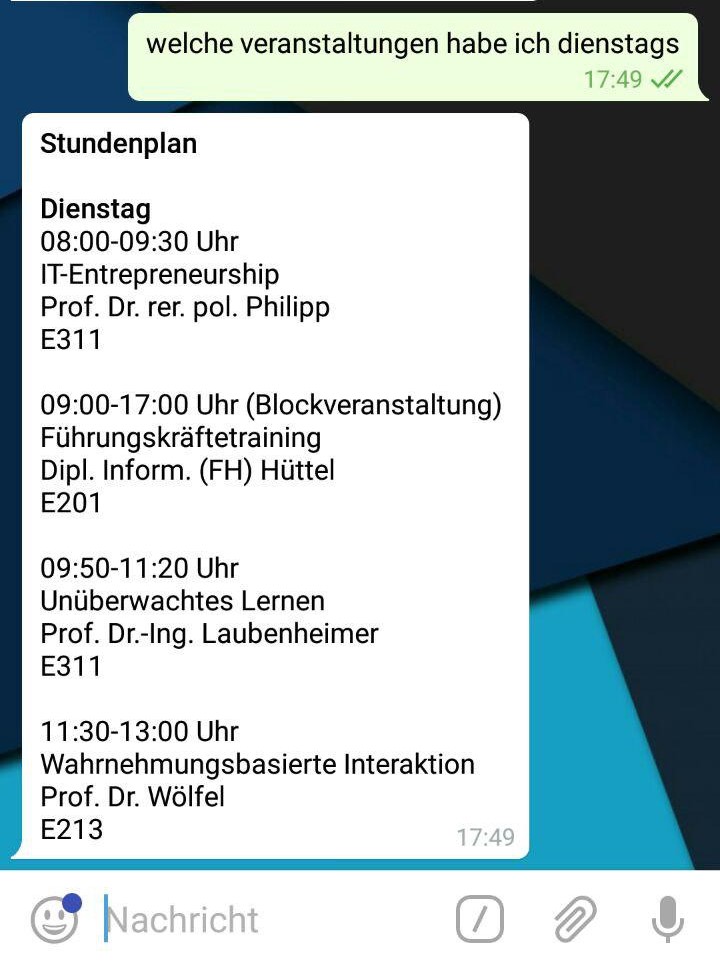 welche veranstaltungen habe ich dienstags
17:49
Stundenplan
Dienstag
08:00-09:30 Uhr
IT-Entrepreneurship
Prof. Dr. rer. pol. Philipp
E311
09:00-17:00 Uhr (Blockveranstaltung)
Führungskräftetraining
Dipl. Inform. (FH) Hüttel
E201
09:50-11:20 Uhr
Unüberwachtes Lernen
Prof. Dr.-Ing. Laubenheimer
E311
11:30-13:00 Uhr
Wahrnehmungsbasierte Interaktion
Prof. Dr. Wölfel
E213
17:49
Nachricht